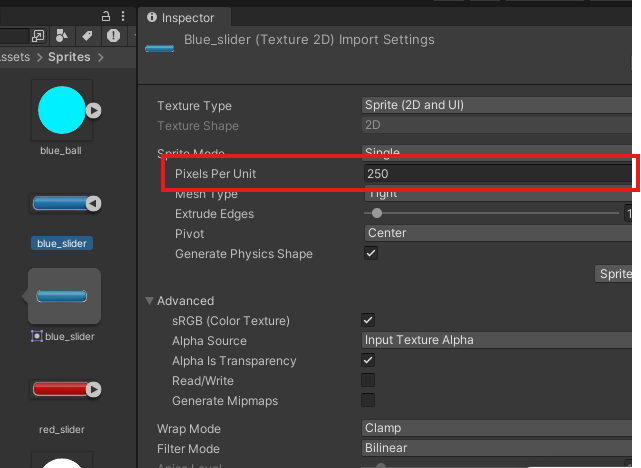 Inspector
Assets > Sprites >
Blue_slider (Texture 2D) Import Settings
blue_ball
blue_slider
blue_slider
red_slider
Texture Type Sprite (2D and UI)
Texture Shape 2D
Sprite Mode Single
Pixels Per Unit 250
Mesh Type Tight
Extrude Edges 1
Pivot Center
Generate Physics Shape
Sprite
Advanced
sRGB (Color Texture)
Alpha Source Input Texture Alpha
Alpha Is Transparency
Read/Write
Generate Mipmaps
Wrap Mode Clamp
Filter Mode Bilinear
Aniso Level